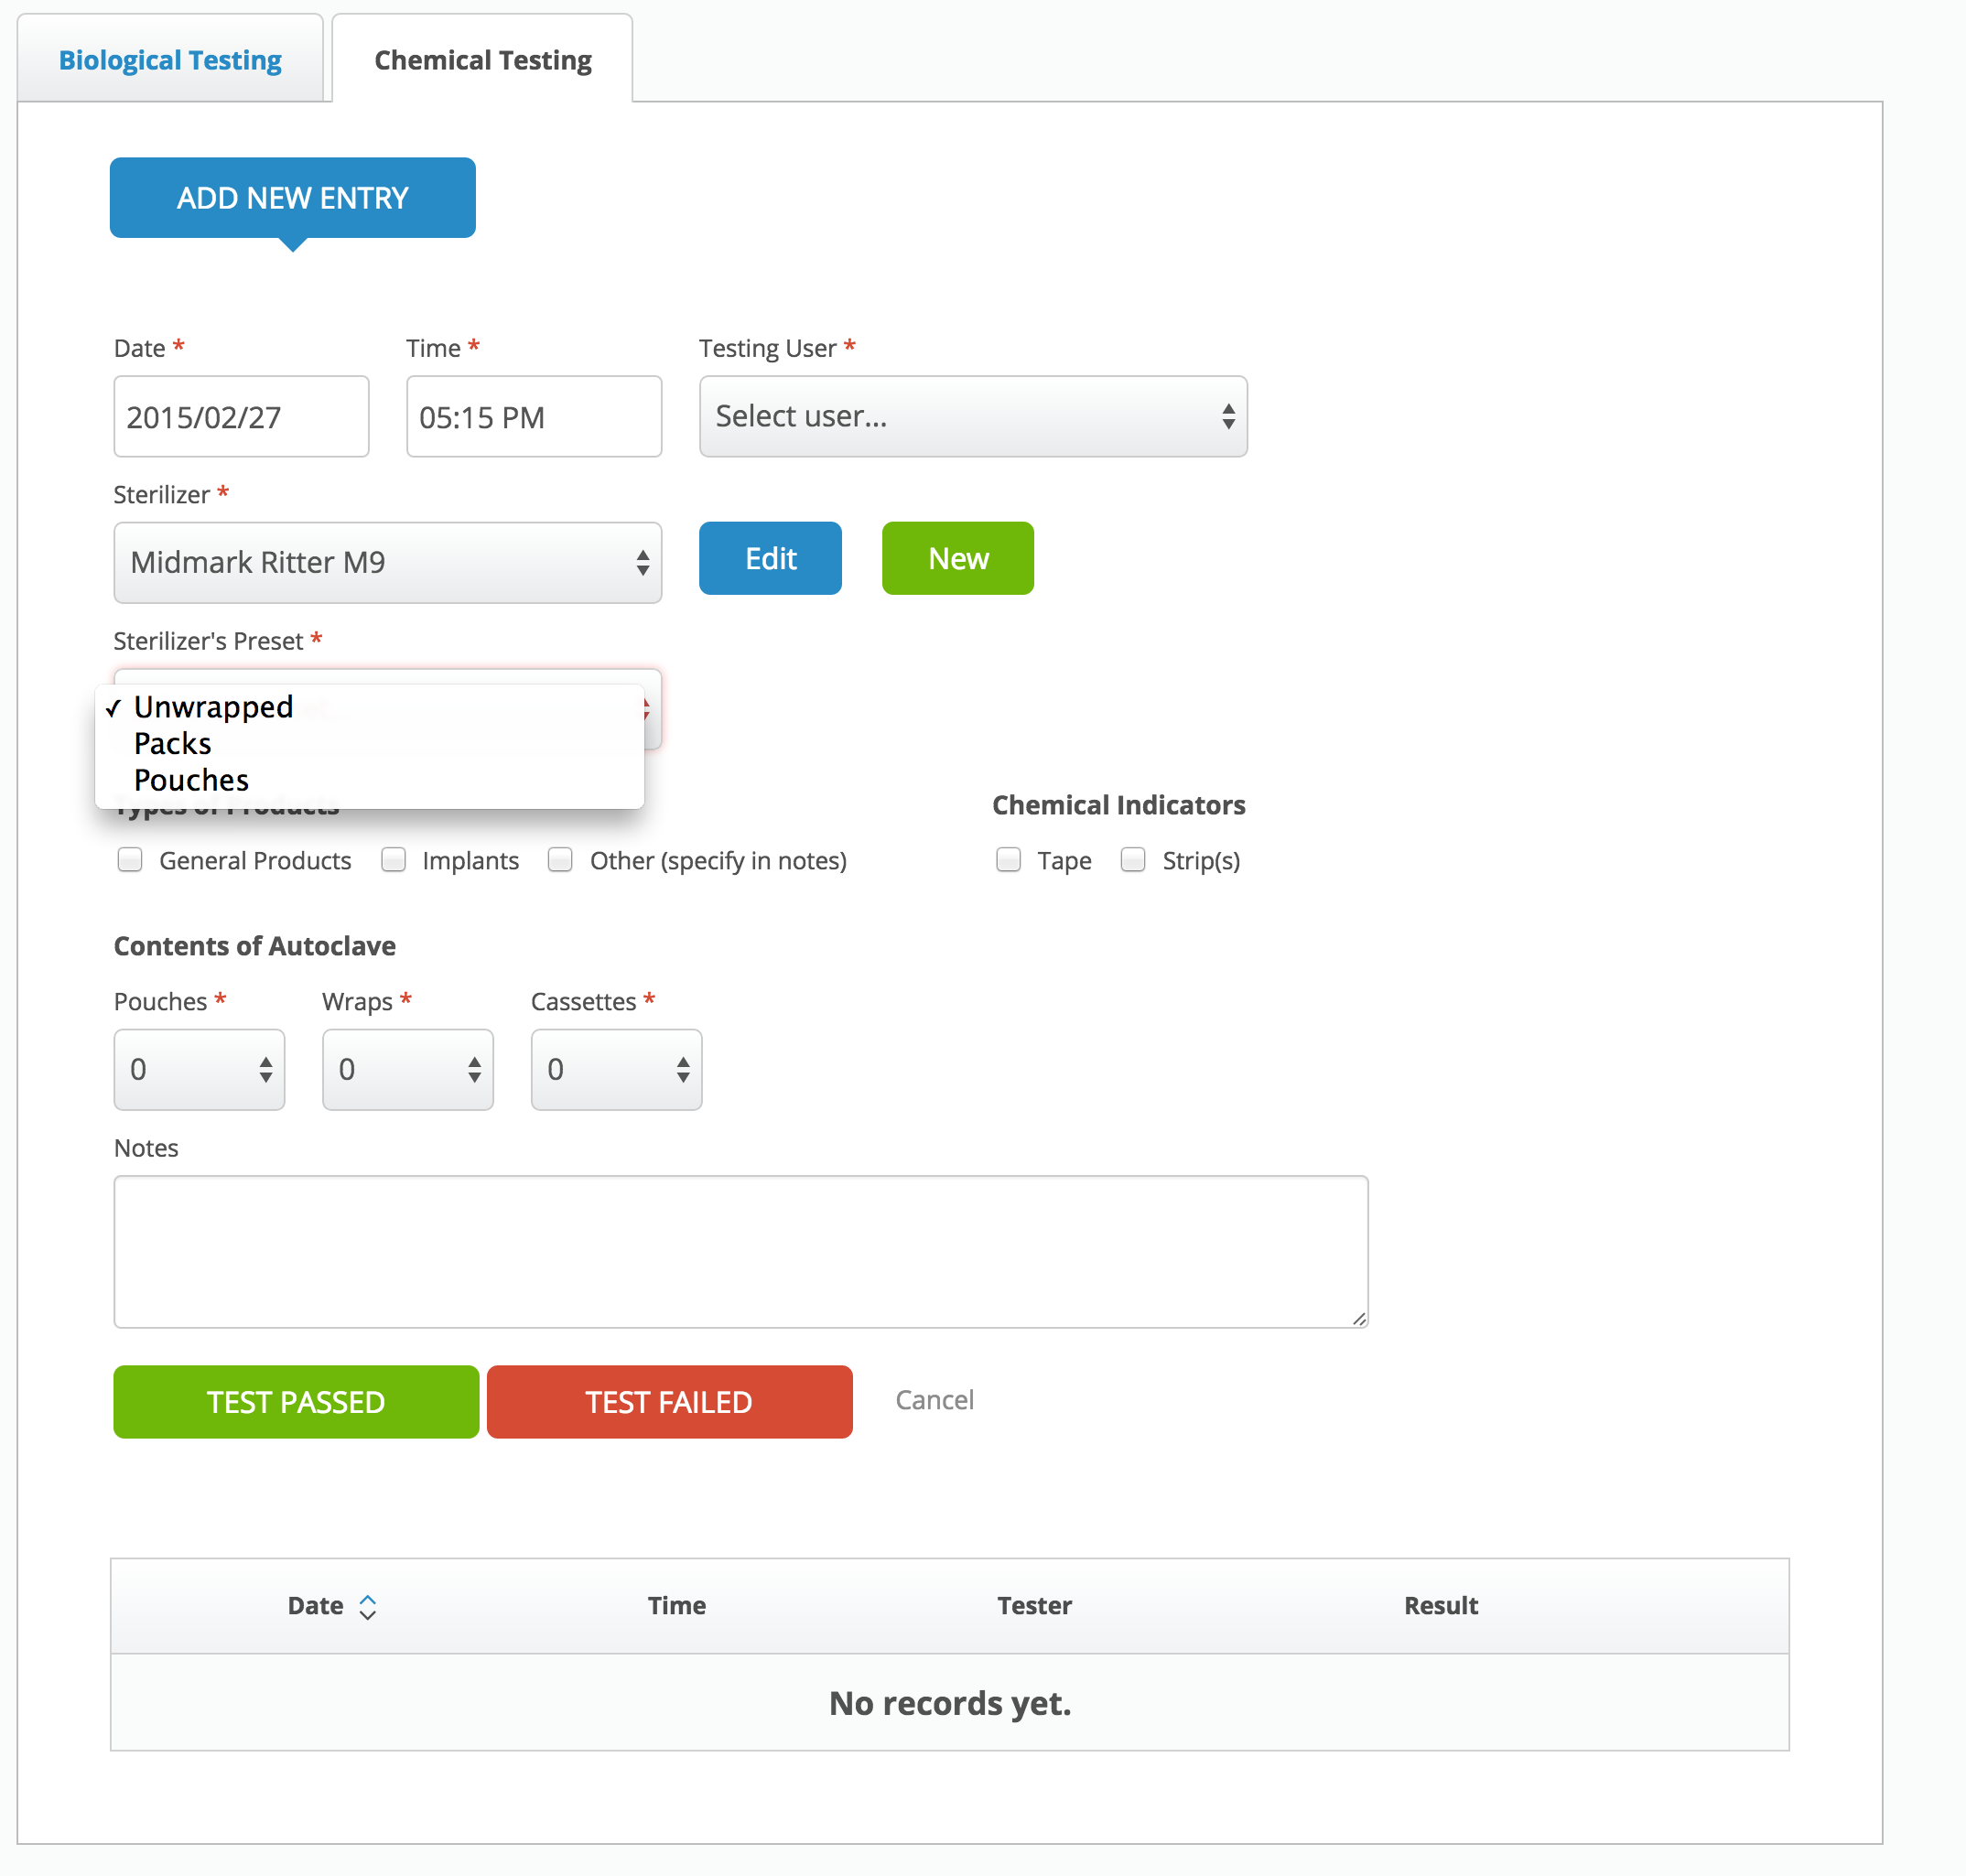 Biological Testing
Chemical Testing
ADD NEW ENTRY
Date *
Time *
Testing User *
2015/02/27
05:15 PM
Select user...
Sterilizer *
Midmark Ritter M9
Edit
New
Sterilizer's Preset *
✓ Unwrapped
Packs
Pouches
Types of Products
Chemical Indicators
General Products
Implants
Other (specify in notes)
Tape
Strip(s)
Contents of Autoclave
Pouches *
Wraps *
Cassettes *
0
0
0
Notes
TEST PASSED
TEST FAILED
Cancel
Date
Time
Tester
Result
No records yet.